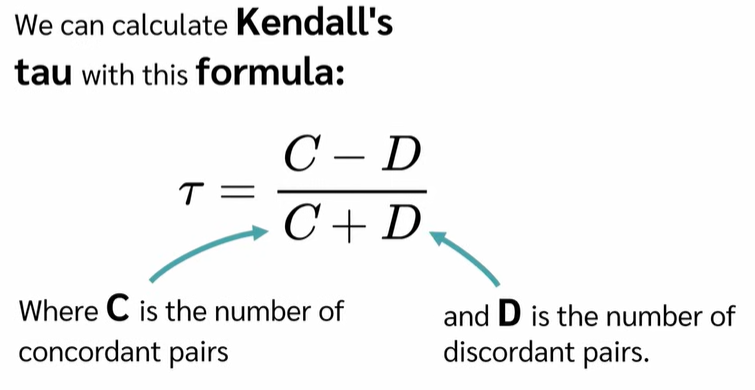 We can calculate Kendall's
tau with this formula:
τ = (C − D) / (C + D)
Where C is the number of
concordant pairs
and D is the number of
discordant pairs.